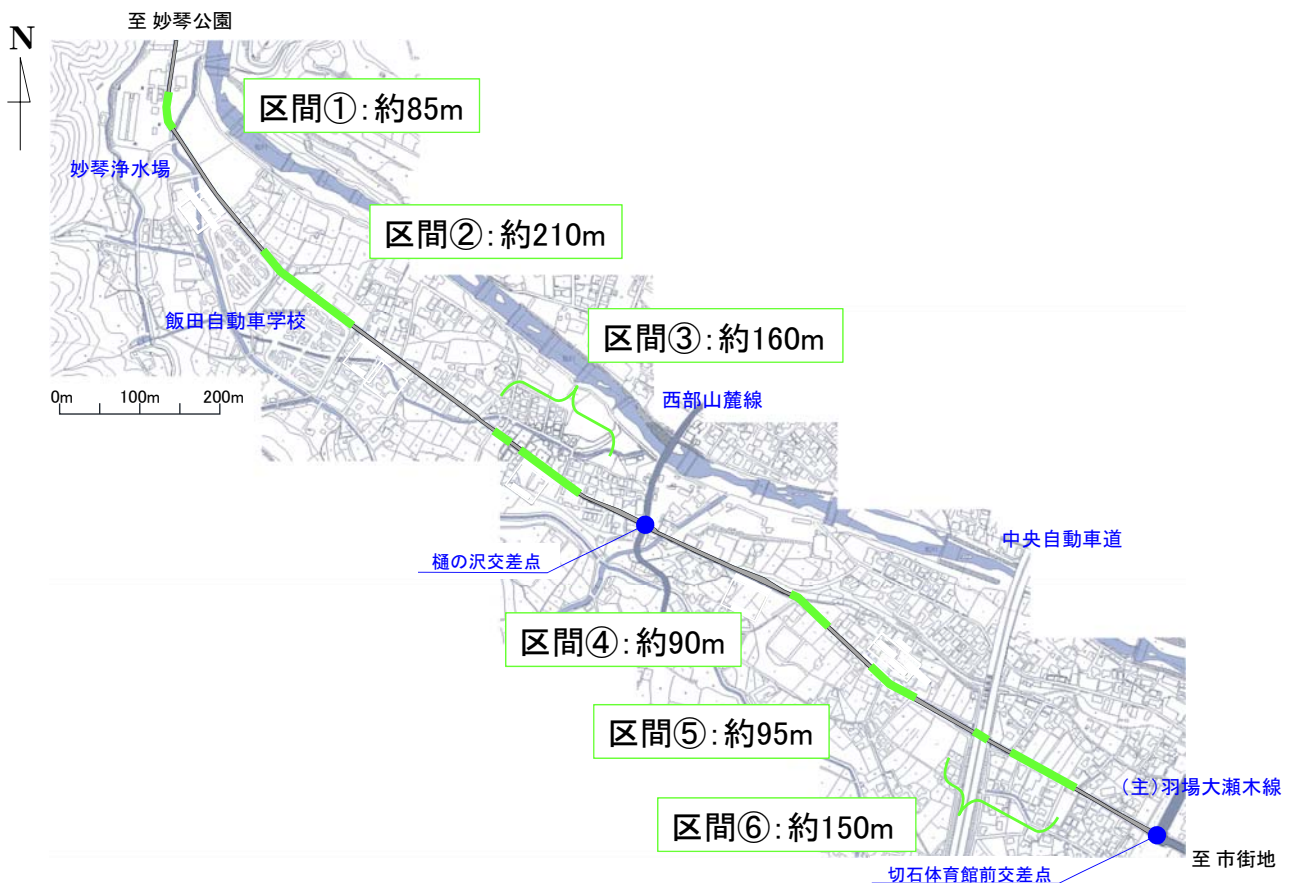 至 妙琴公園
N
区間①：約85m
妙琴浄水場
区間②：約210m
飯田自動車学校
区間③：約160m
0m 100m 200m
西部山麓線
中央自動車道
樋の沢交差点
区間④：約90m
区間⑤：約95m
(主)羽場大瀬木線
区間⑥：約150m
至 市街地
切石体育館前交差点